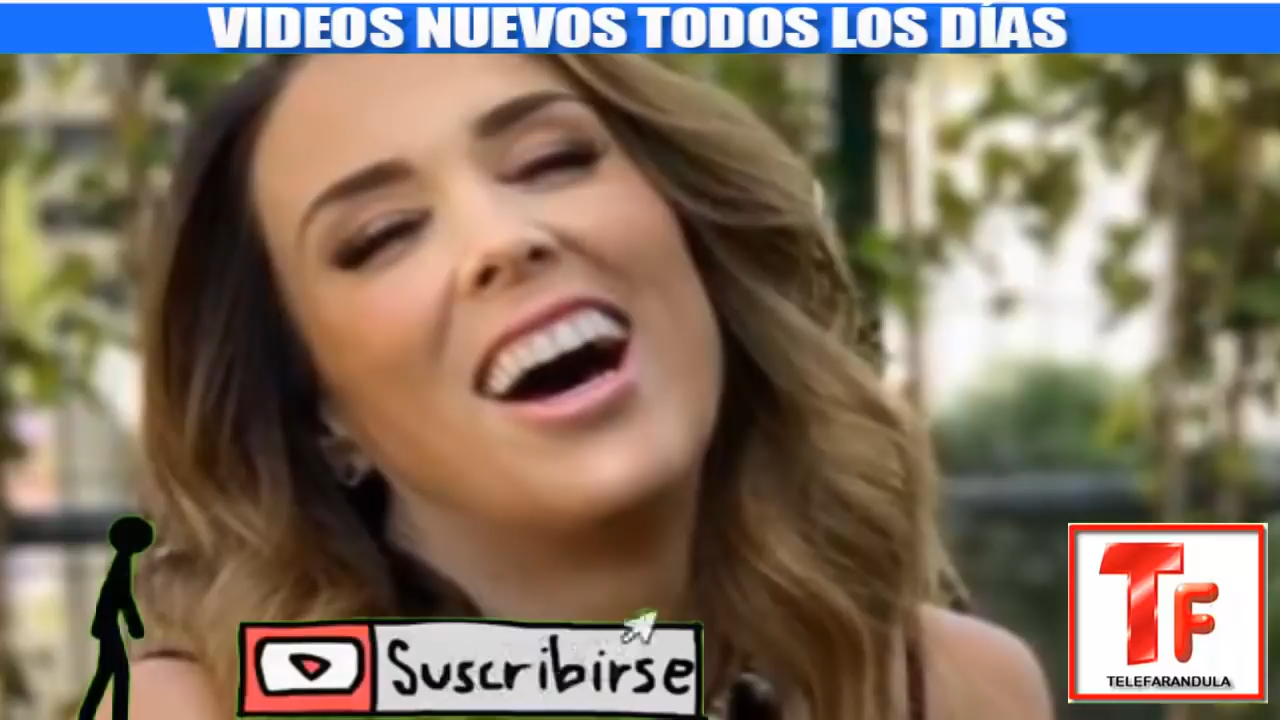 VIDEOS NUEVOS TODOS LOS DÍAS
Suscribirse
TF
TELEFARANDULA